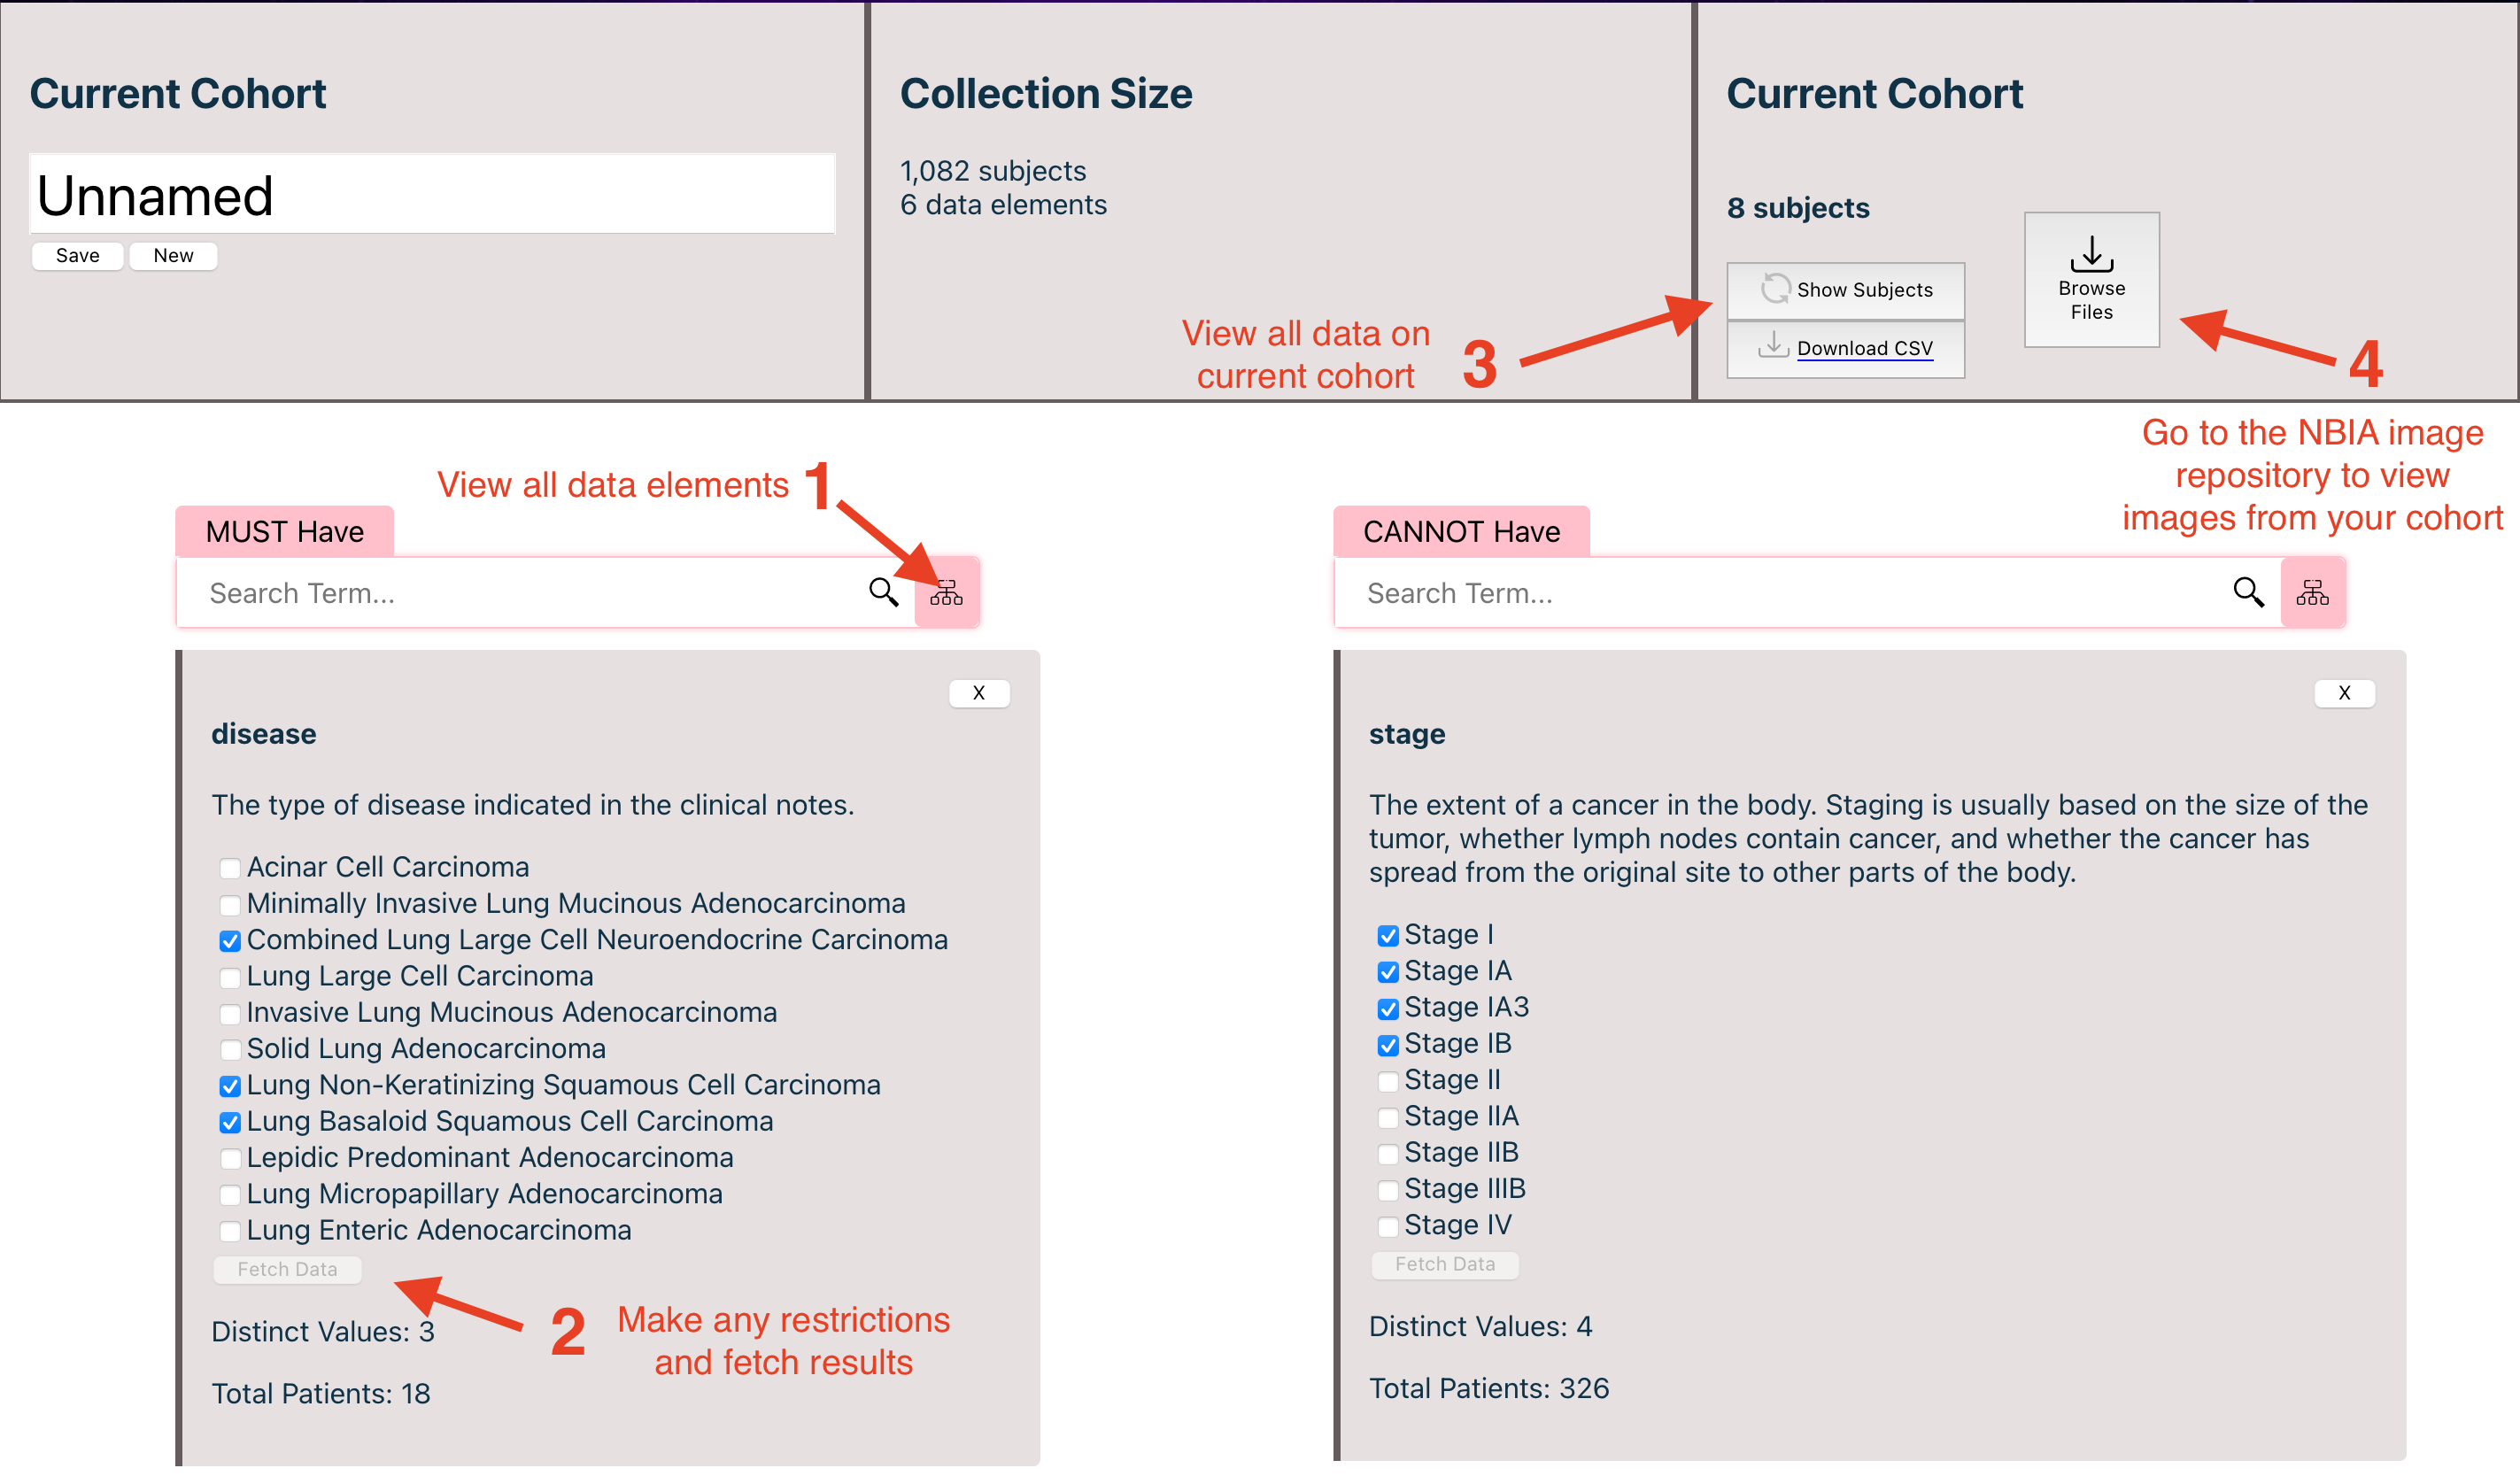 Current Cohort
Unnamed
Save New
Collection Size
1,082 subjects
6 data elements
Current Cohort
8 subjects
Show Subjects
Download CSV
Browse
Files
View all data on
current cohort
3
4
Go to the NBIA image
repository to view
images from your cohort
View all data elements 1
MUST Have
Search Term...
X
disease
The type of disease indicated in the clinical notes.
Acinar Cell Carcinoma
Minimally Invasive Lung Mucinous Adenocarcinoma
Combined Lung Large Cell Neuroendocrine Carcinoma
Lung Large Cell Carcinoma
Invasive Lung Mucinous Adenocarcinoma
Solid Lung Adenocarcinoma
Lung Non-Keratinizing Squamous Cell Carcinoma
Lung Basaloid Squamous Cell Carcinoma
Lepidic Predominant Adenocarcinoma
Lung Micropapillary Adenocarcinoma
Lung Enteric Adenocarcinoma
Fetch Data
2
Make any restrictions
and fetch results
Distinct Values: 3
Total Patients: 18
CANNOT Have
Search Term...
X
stage
The extent of a cancer in the body. Staging is usually based on the size of the
tumor, whether lymph nodes contain cancer, and whether the cancer has
spread from the original site to other parts of the body.
Stage I
Stage IA
Stage IA3
Stage IB
Stage II
Stage IIA
Stage IIB
Stage IIIB
Stage IV
Fetch Data
Distinct Values: 4
Total Patients: 326